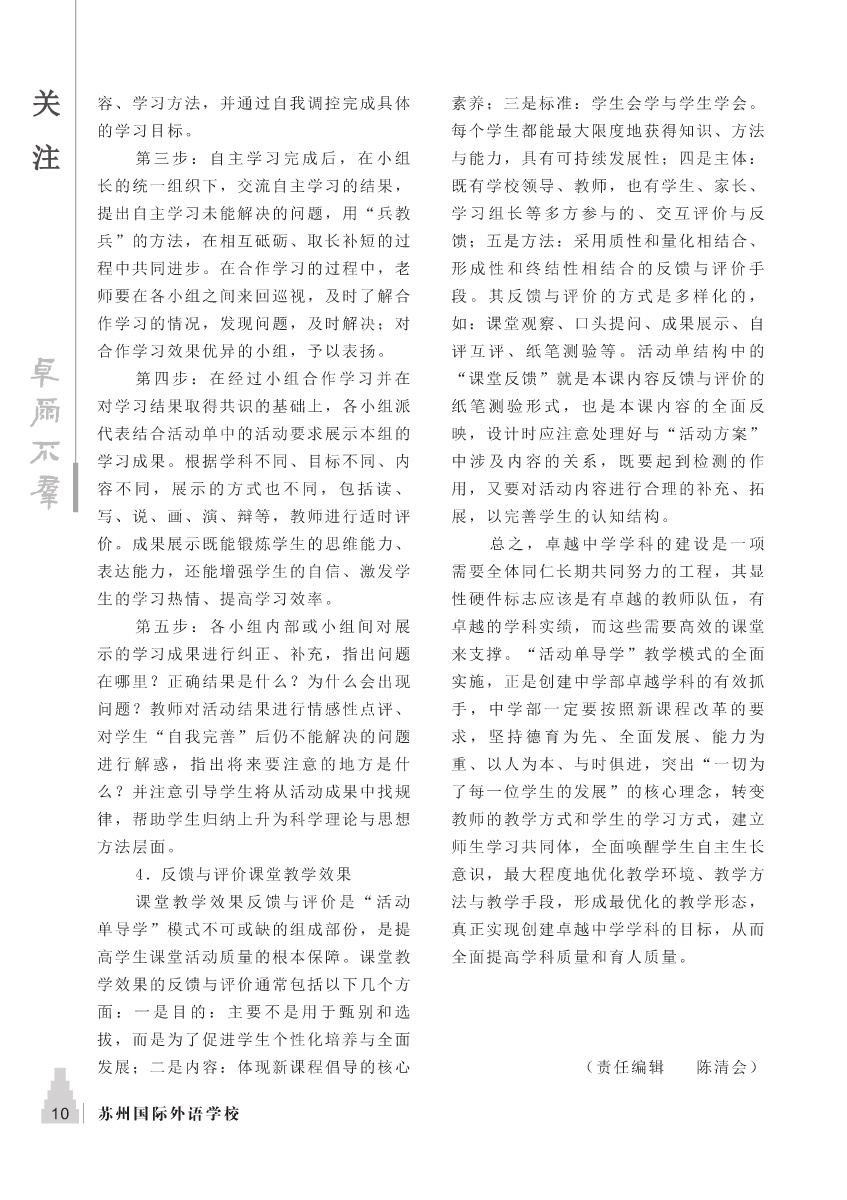 关
注
卓尔不群
容、学习方法，并通过自我调控完成具体
的学习目标。
第三步：自主学习完成后，在小组
长的统一组织下，交流自主学习的结果，
提出自主学习未能解决的问题，用“兵教
兵”的方法，在相互砥砺、取长补短的过
程中共同进步。在合作学习的过程中，老
师要在各小组之间来回巡视，及时了解合
作学习的情况，发现问题，及时解决；对
合作学习效果优异的小组，予以表扬。
第四步：在经过小组合作学习并在
对学习结果取得共识的基础上，各小组派
代表结合活动单中的活动要求展示本组的
学习成果。根据学科不同、目标不同、内
容不同，展示的方式也不同，包括读、
写、说、画、演、辩等，教师进行适时评
价。成果展示既能锻炼学生的思维能力、
表达能力，还能增强学生的自信、激发学
生的学习热情、提高学习效率。
第五步：各小组内部或小组间对展
示的学习成果进行纠正、补充，指出问题
在哪里？正确结果是什么？为什么会出现
问题？教师对活动结果进行情感性点评、
对学生“自我完善”后仍不能解决的问题
进行解惑，指出将来要注意的地方是什
么？并注意引导学生将从活动成果中找规
律，帮助学生归纳上升为科学理论与思想
方法层面。
4. 反馈与评价课堂教学效果
课堂教学效果反馈与评价是“活动
单导学”模式不可或缺的组成部份，是提
高学生课堂活动质量的根本保障。课堂教
学效果的反馈与评价通常包括以下几个方
面：一是目的：主要不是用于甄别和选
拔，而是为了促进学生个性化培养与全面
发展；二是内容：体现新课程倡导的核心
素养；三是标准：学生会学与学生学会。
每个学生都能最大限度地获得知识、方法
与能力，具有可持续发展性；四是主体：
既有学校领导、教师，也有学生、家长、
学习组长等多方参与的、交互评价与反
馈；五是方法：采用质性和量化相结合、
形成性和终结性相结合的反馈与评价手
段。其反馈与评价的方式是多样化的，
如：课堂观察、口头提问、成果展示、自
评互评、纸笔测验等。活动单结构中的
“课堂反馈”就是本课内容反馈与评价的
纸笔测验形式，也是本课内容的全面反
映，设计时应注意处理好与“活动方案”
中涉及内容的关系，既要起到检测的作
用，又要对活动内容进行合理的补充、拓
展，以完善学生的认知结构。
总之，卓越中学学科的建设是一项
需要全体同仁长期共同努力的工程，其显
性硬件标志应该是有卓越的教师队伍，有
卓越的学科实绩，而这些需要高效的课堂
来支撑。“活动单导学”教学模式的全面
实施，正是创建中学部卓越学科的有效抓
手，中学部一定要按照新课程改革的要
求，坚持德育为先、全面发展、能力为
重、以人为本、与时俱进，突出“一切为
了每一位学生的发展”的核心理念，转变
教师的教学方式和学生的学习方式，建立
师生学习共同体，全面唤醒学生自主生长
意识，最大程度地优化教学环境、教学方
法与教学手段，形成最优化的教学形态，
真正实现创建卓越中学学科的目标，从而
全面提高学科质量和育人质量。
（责任编辑　　陈清会）
10 苏州国际外语学校